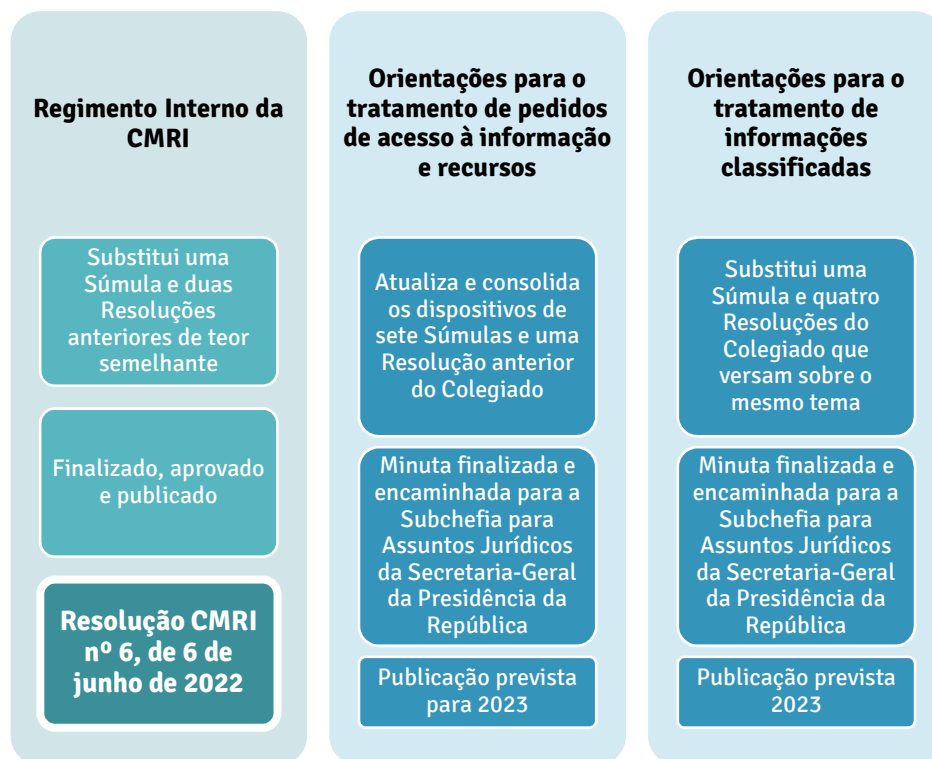 Regimento Interno da
CMRI
Substitui uma
Súmula e duas
Resoluções
anteriores de teor
semelhante
Finalizado, aprovado
e publicado
Resolução CMRI
nº 6, de 6 de
junho de 2022
Orientações para o
tratamento de pedidos
de acesso à informação
e recursos
Atualiza e consolida
os dispositivos de
sete Súmulas e uma
Resolução anterior
do Colegiado
Minuta finalizada e
encaminhada para a
Subchefia para
Assuntos Jurídicos
da Secretaria-Geral
da Presidência da
República
Publicação prevista
para 2023
Orientações para o
tratamento de
informações
classificadas
Substitui uma
Súmula e quatro
Resoluções do
Colegiado que
versam sobre o
mesmo tema
Minuta finalizada e
encaminhada para a
Subchefia para
Assuntos Jurídicos
da Secretaria-Geral
da Presidência da
República
Publicação prevista
2023